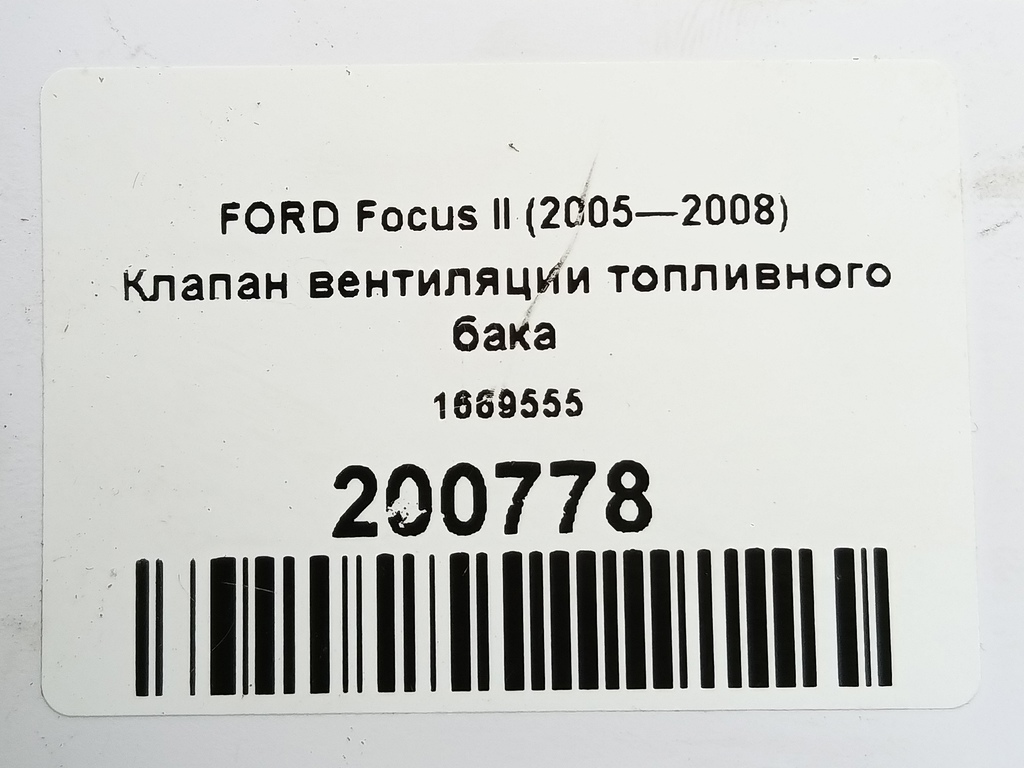 FORD Focus II (2005—2008)
Клапан вентиляции топливного
бака
1669555
200778